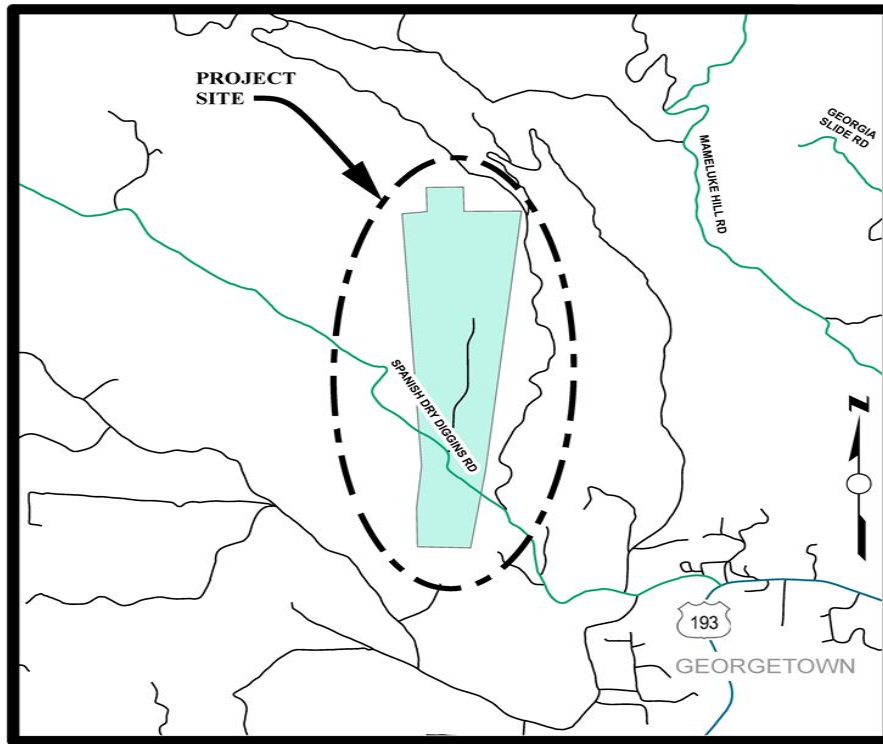 PROJECT
SITE
GEORGIA
SLIDE RD
MAMELUKE HILL RD
SPANISH DRY DIGGINS RD
Z
193
GEORGETOWN